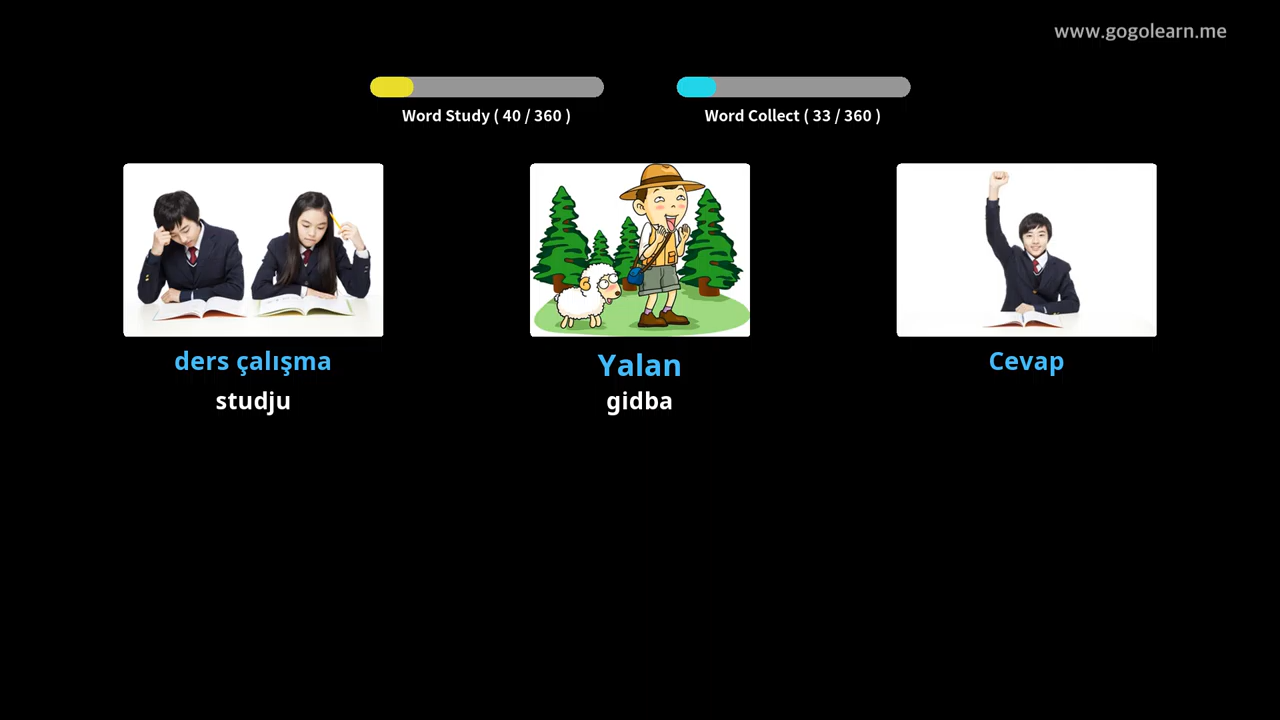 www.gogolearn.me
Word Study ( 40 / 360 )
Word Collect ( 33 / 360 )
ders çalışma
Yalan
Cevap
studju
gidba